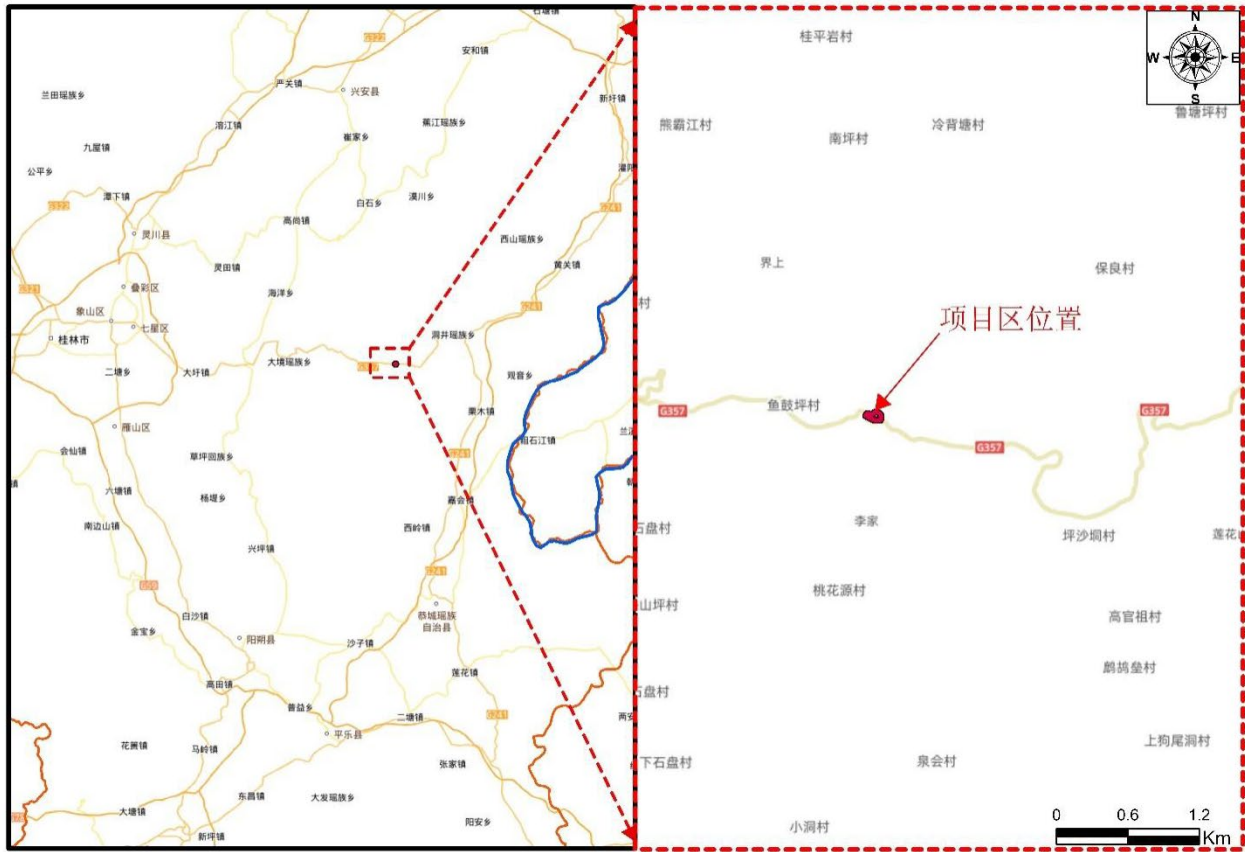 石塘镇
G322
安和镇
严关镇
兴安县
兰田瑶族乡
新圩镇
溶江镇
蕉江瑶族乡
崔家乡
九屋镇
公平乡
潭下镇
白石乡
漠川乡
G322
S241
高尚镇
灵川县
西山瑶族乡
灵田镇
黄关镇
叠彩区
海洋乡
G321
S241
象山区
七星区
桂林市
洞井瑶族乡
大境瑶族乡
二塘乡
大圩镇
观音乡
栗木镇
雁山区
粗石江镇
会仙镇
草坪回族乡
S241
六塘镇
杨堤乡
嘉会镇
南边山镇
西岭镇
兴坪镇
S241
G59
恭城瑶族
自治县
白沙镇
金宝乡
阳朔县
沙子镇
莲花镇
高田镇
普益乡
二塘镇
S241
平乐县
花箦镇
马岭镇
张家镇
东昌镇
大发瑶族乡
大塘镇
阳安乡
新坪镇
桂平岩村
N
W
E
S
鲁塘坪村
熊霸江村
南坪村
冷背塘村
界上
保良村
项目区位置
鱼鼓坪村
G357
G357
G357
李家
石盘村
坪沙垌村
桃花源村
山坪村
高官祖村
鹧鸪垒村
石盘村
上狗尾洞村
下石盘村
泉会村
小洞村
0
0.6
1.2
Km